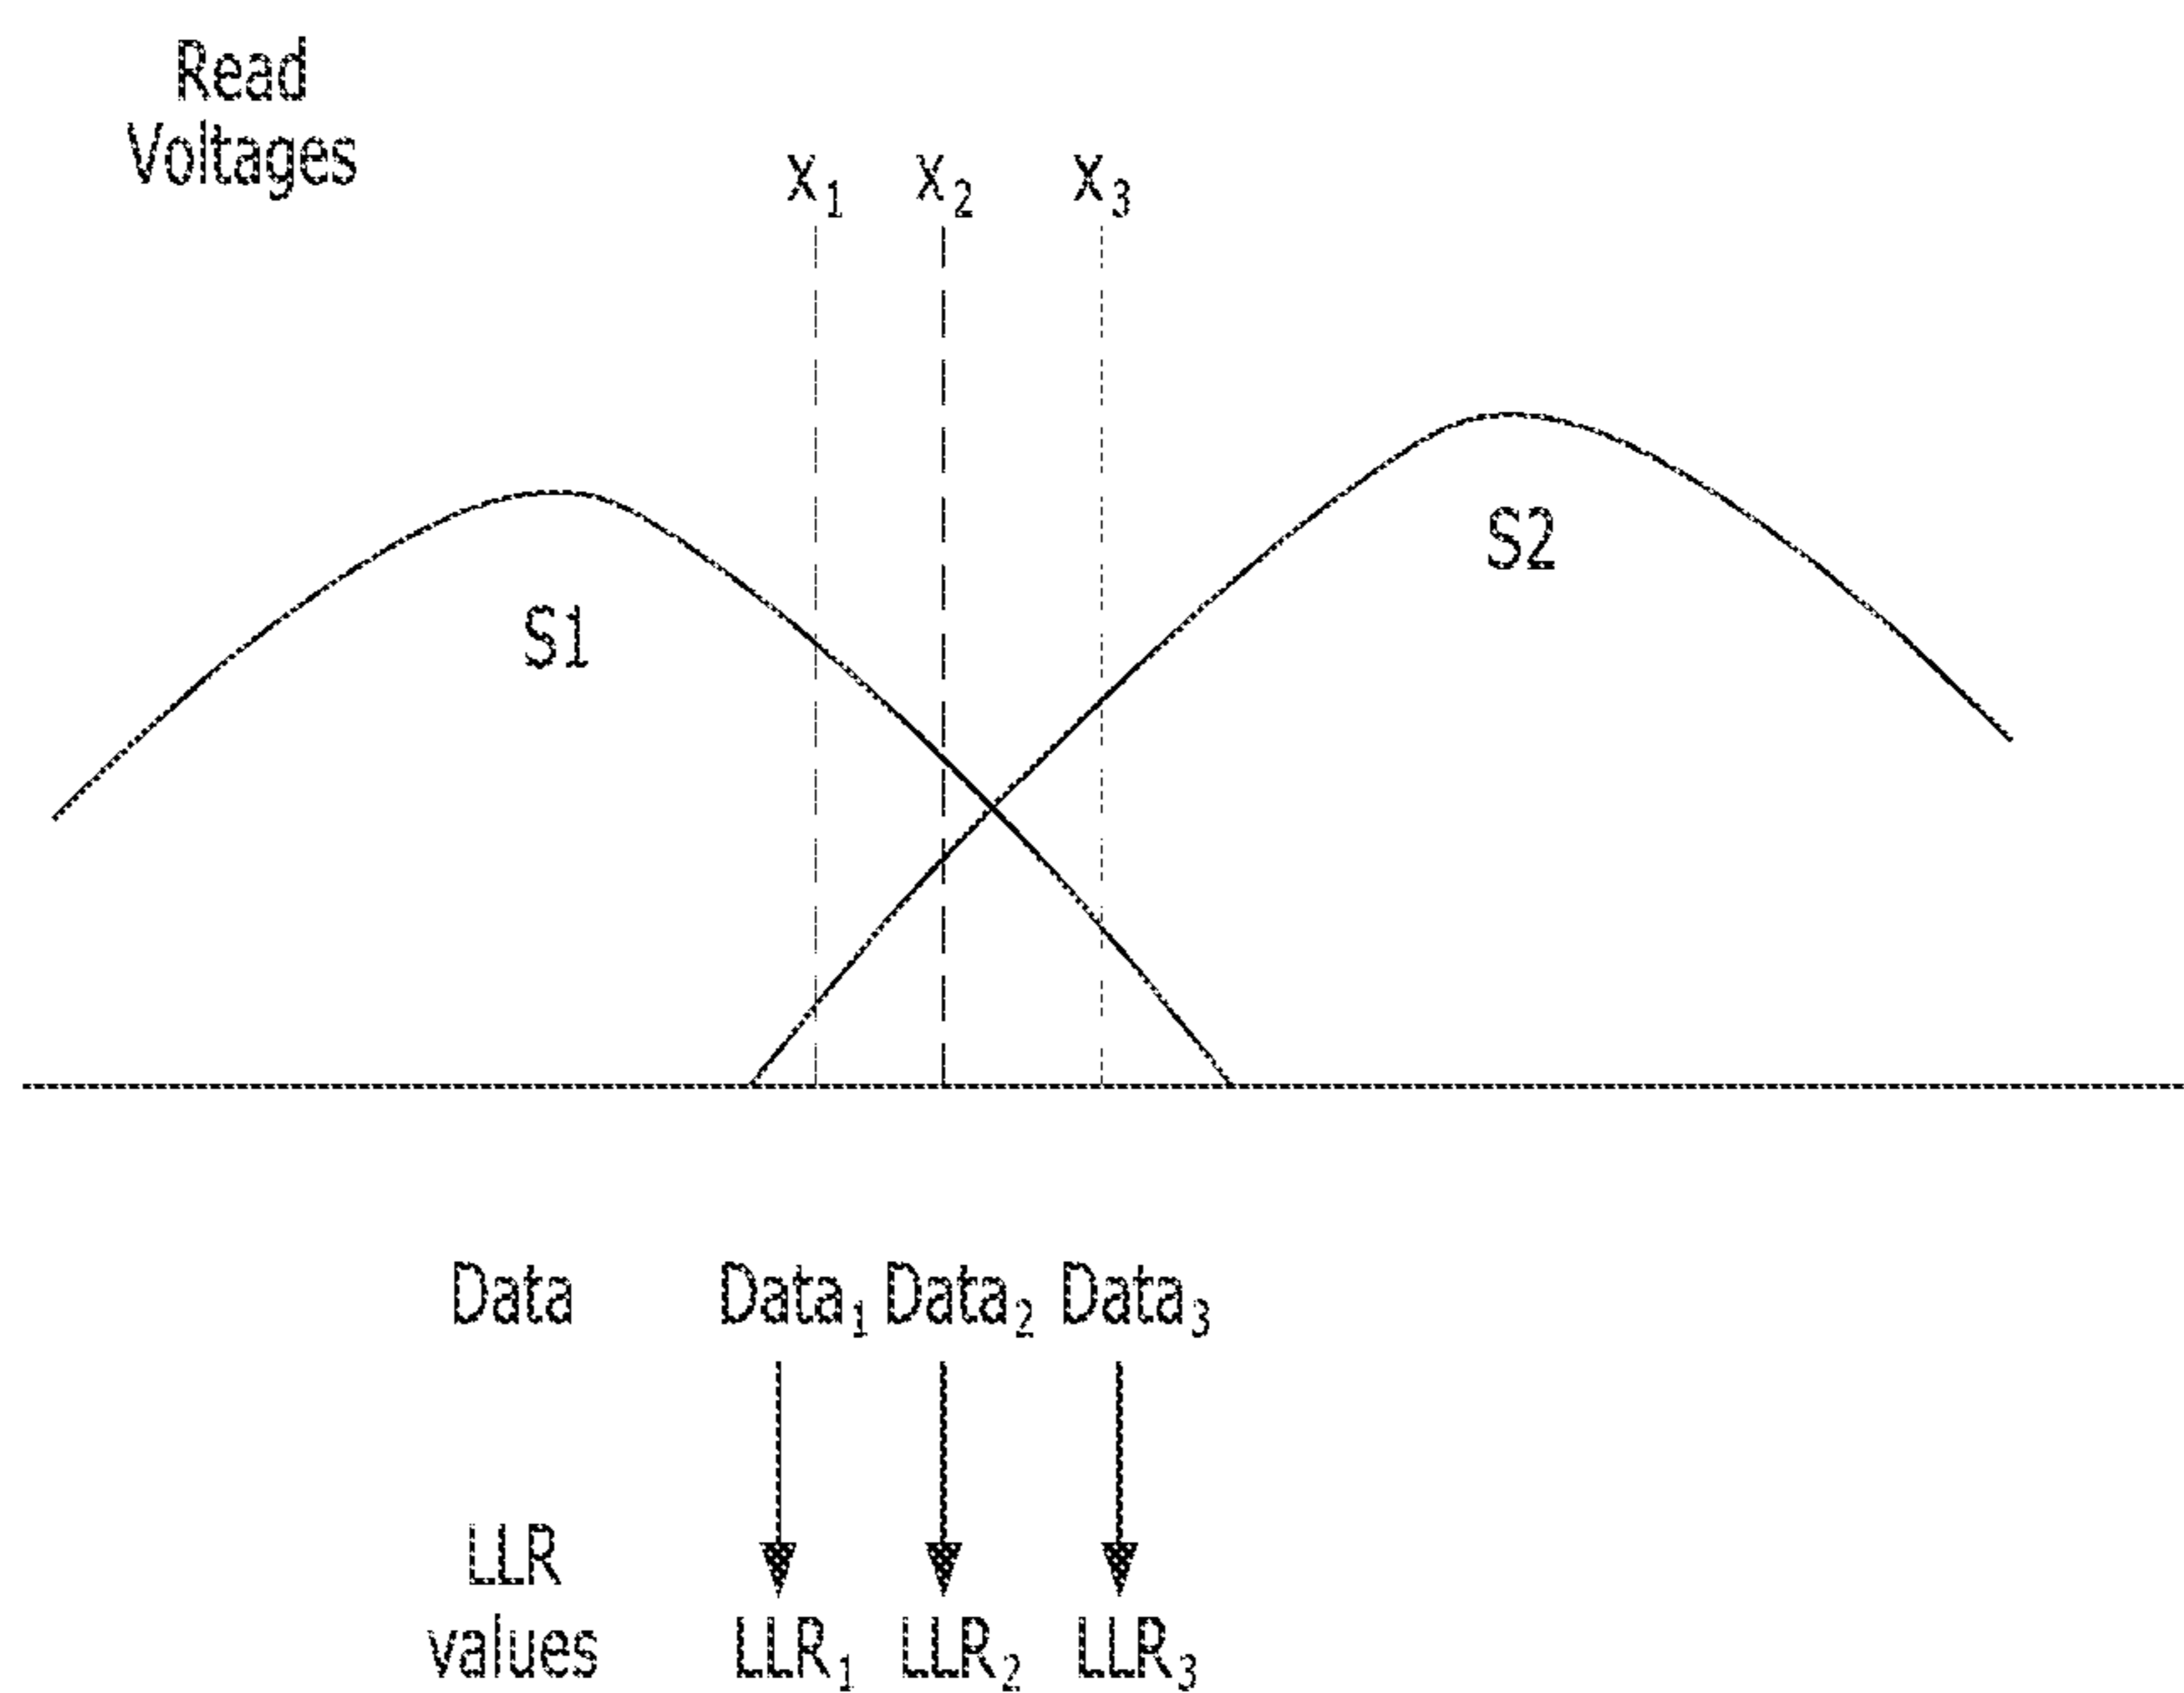 Read
Voltages
X1 X2 X3
S2
S1
Data Data1 Data2 Data3
LLR
values LLR1 LLR2 LLR3